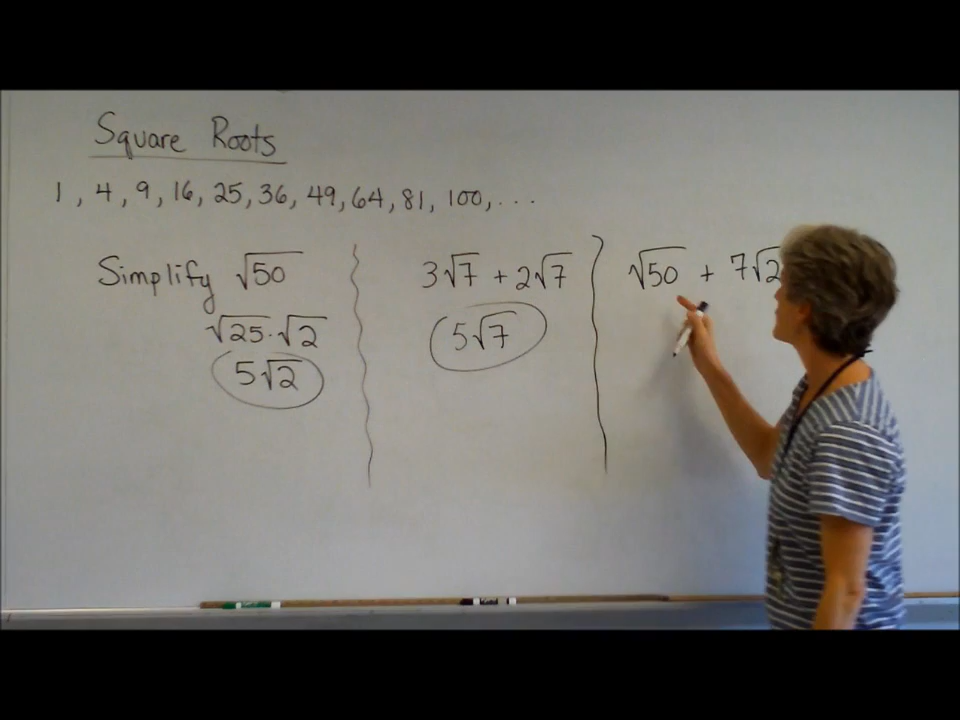 Square Roots
1, 4, 9, 16, 25, 36, 49, 64, 81, 100, ...
Simplify √50
√25·√2
5√2
3√7 + 2√7
5√7
√50 + 7√2